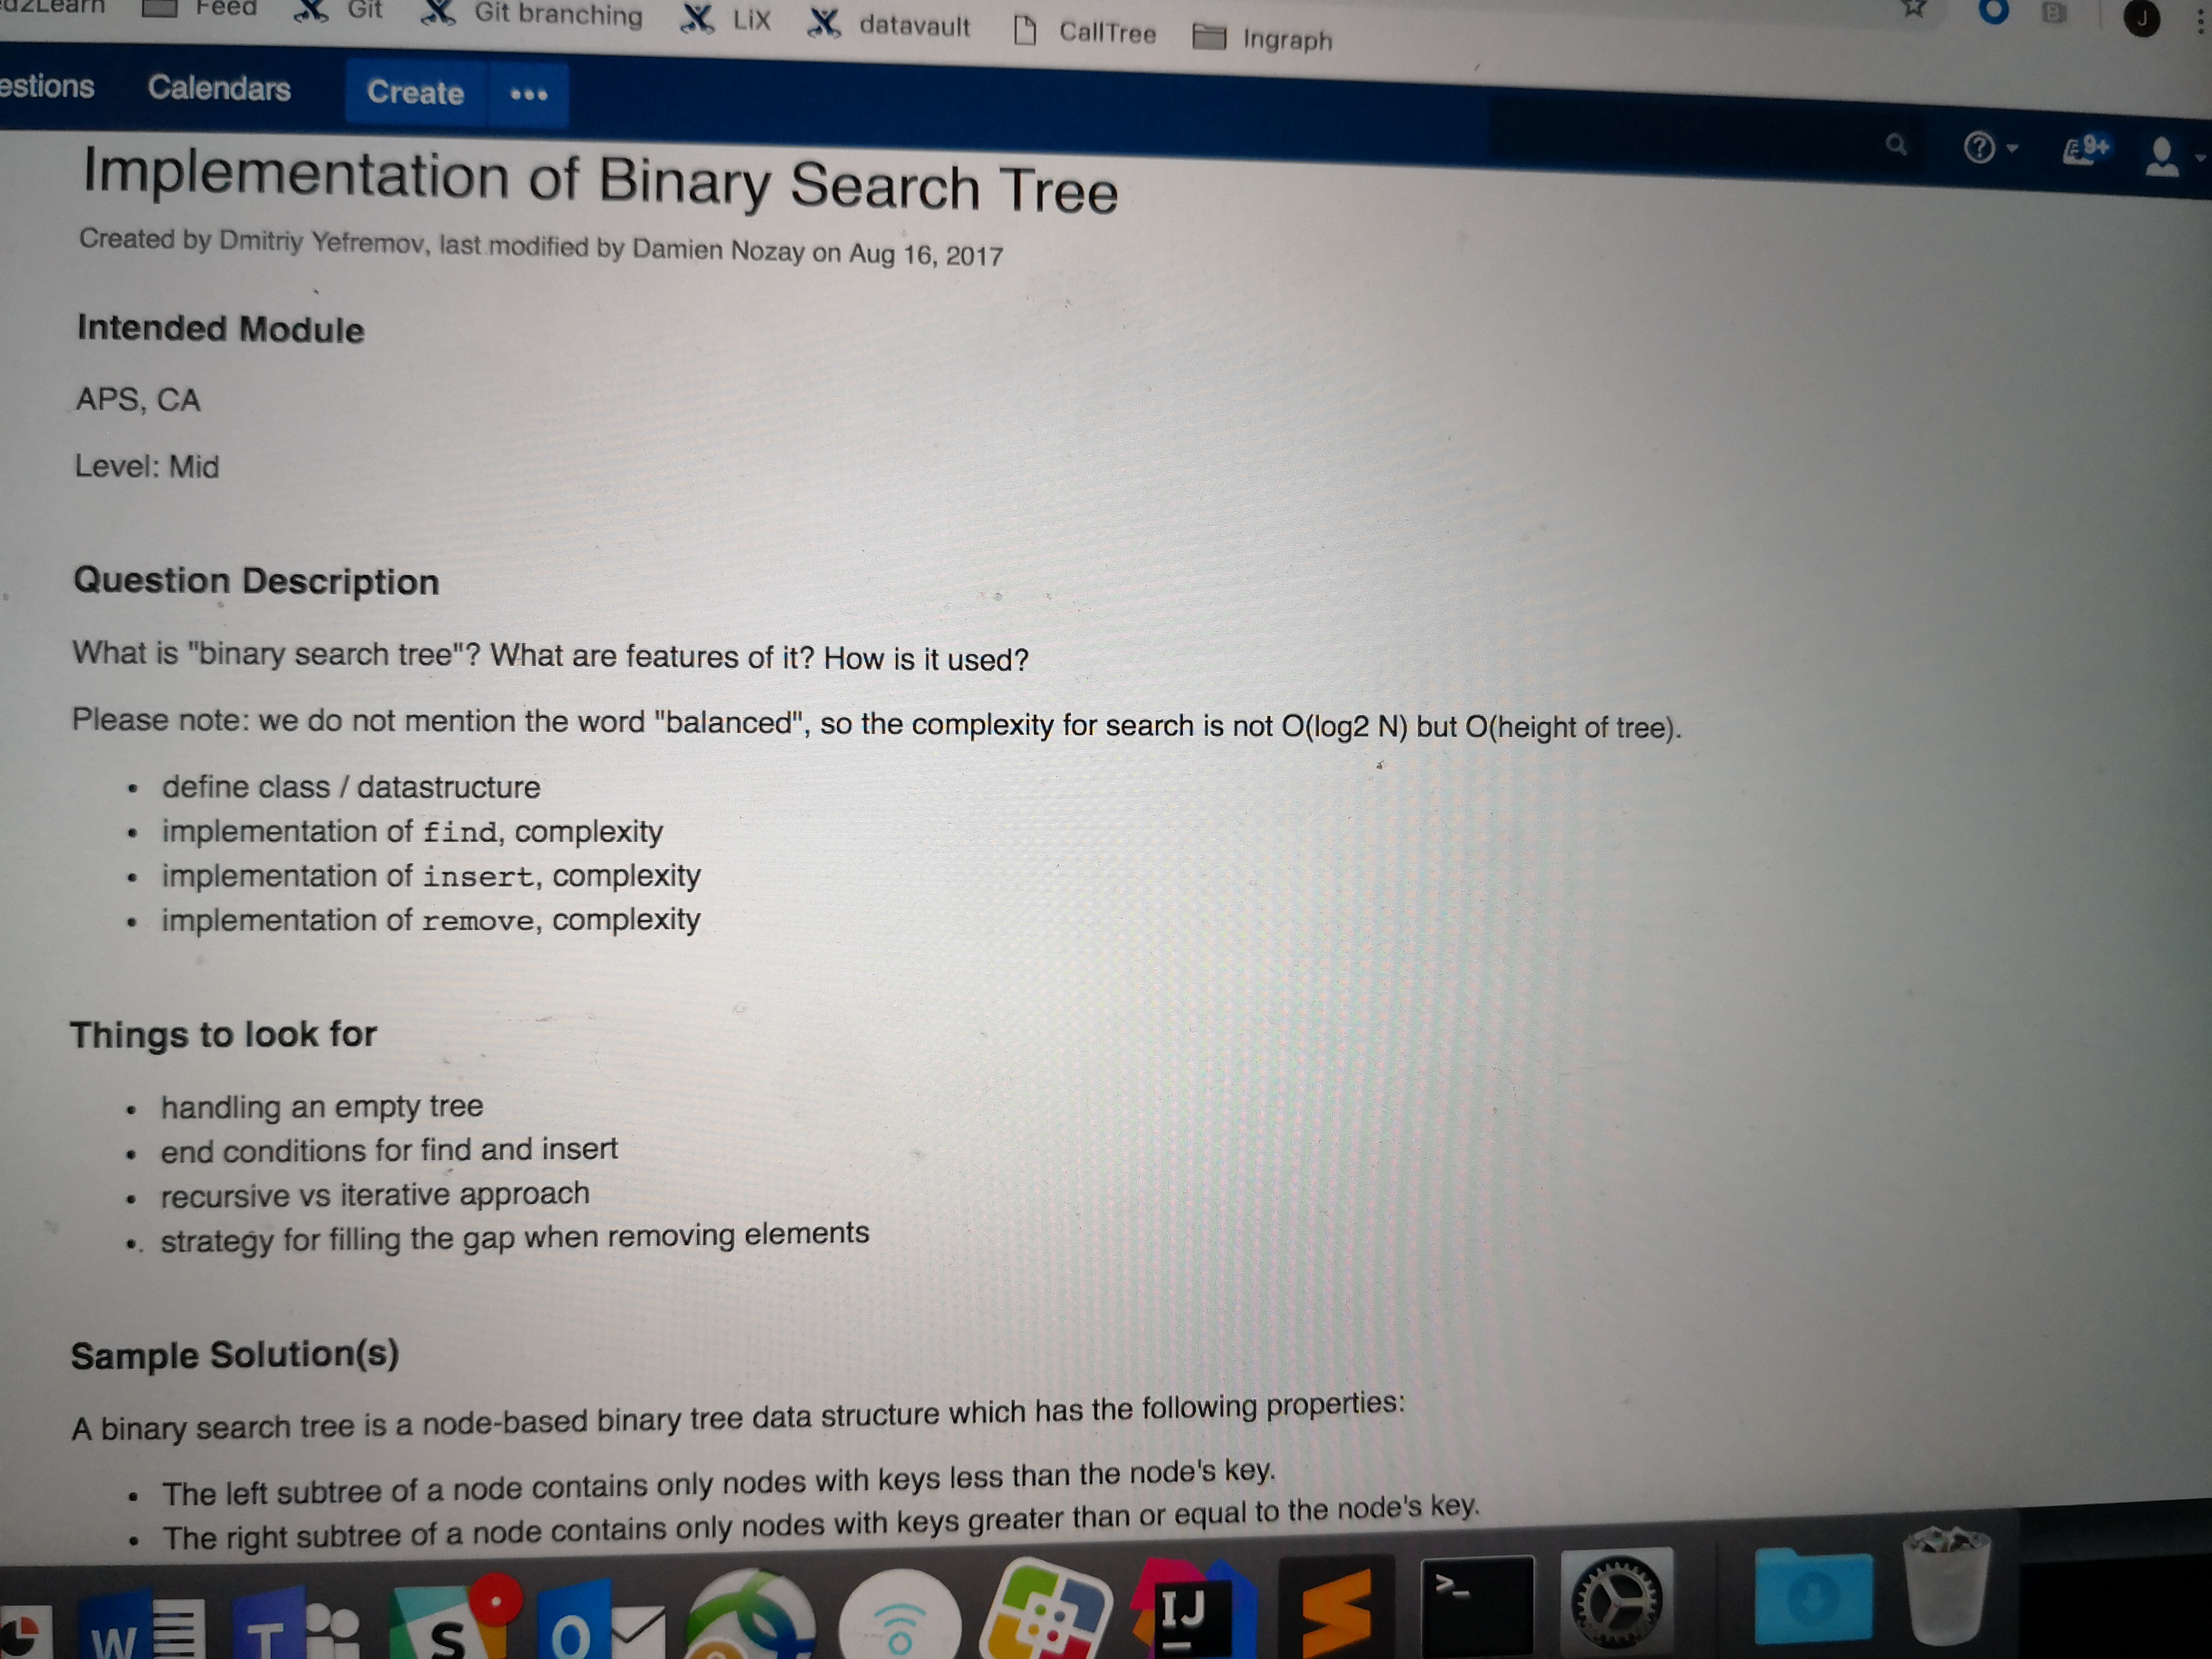 Feed Git Git branching LiX datavault CallTree Ingraph J
Calendars Create ••• 9+
Implementation of Binary Search Tree
Created by Dmitriy Yefremov, last modified by Damien Nozay on Aug 16, 2017
Intended Module
APS, CA
Level: Mid
Question Description
What is "binary search tree"? What are features of it? How is it used?
Please note: we do not mention the word "balanced", so the complexity for search is not O(log2 N) but O(height of tree).
• define class / datastructure
• implementation of find, complexity
• implementation of insert, complexity
• implementation of remove, complexity
Things to look for
• handling an empty tree
• end conditions for find and insert
• recursive vs iterative approach
• strategy for filling the gap when removing elements
Sample Solution(s)
A binary search tree is a node-based binary tree data structure which has the following properties:
• The left subtree of a node contains only nodes with keys less than the node's key.
• The right subtree of a node contains only nodes with keys greater than or equal to the node's key.
W T S O IJ >_